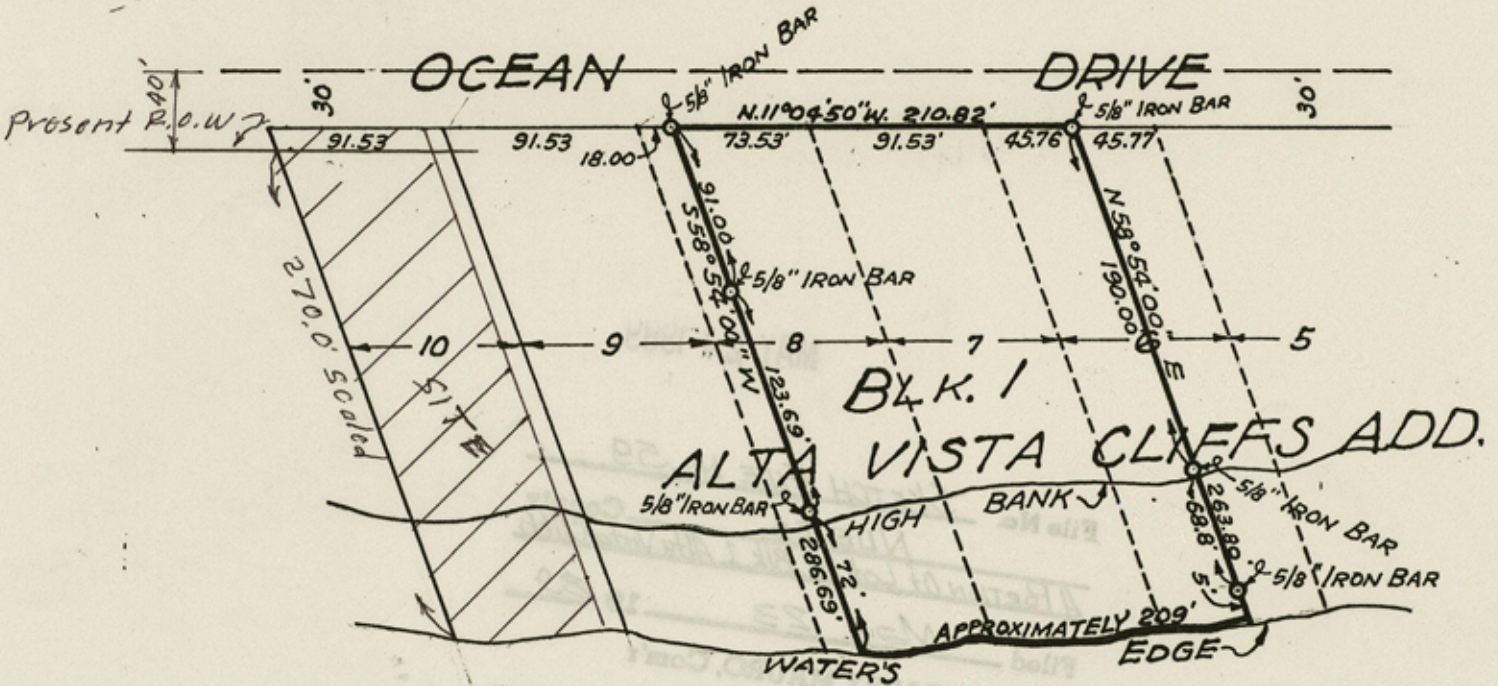 OCEAN DRIVE
5/8" IRON BAR
5/8" IRON BAR
30'
30'
40'
Present R.O.W
N.11°04'50"W. 210.82'
91.53
91.53
18.00
73.53'
91.53'
45.76
45.77
91.00
S58°54'00"W
5/8" IRON BAR
N58°54'00"E
190.00
270.0' Scaled
10
9
8
7
6
5
123.69'
BLK. 1
ALTA VISTA CLIFFS ADD.
5/8" IRON BAR
HIGH BANK
5/8" IRON BAR
263.89
68.8'
5/8" IRON BAR
5'
72'
286.69'
APPROXIMATELY 209'
WATER'S EDGE